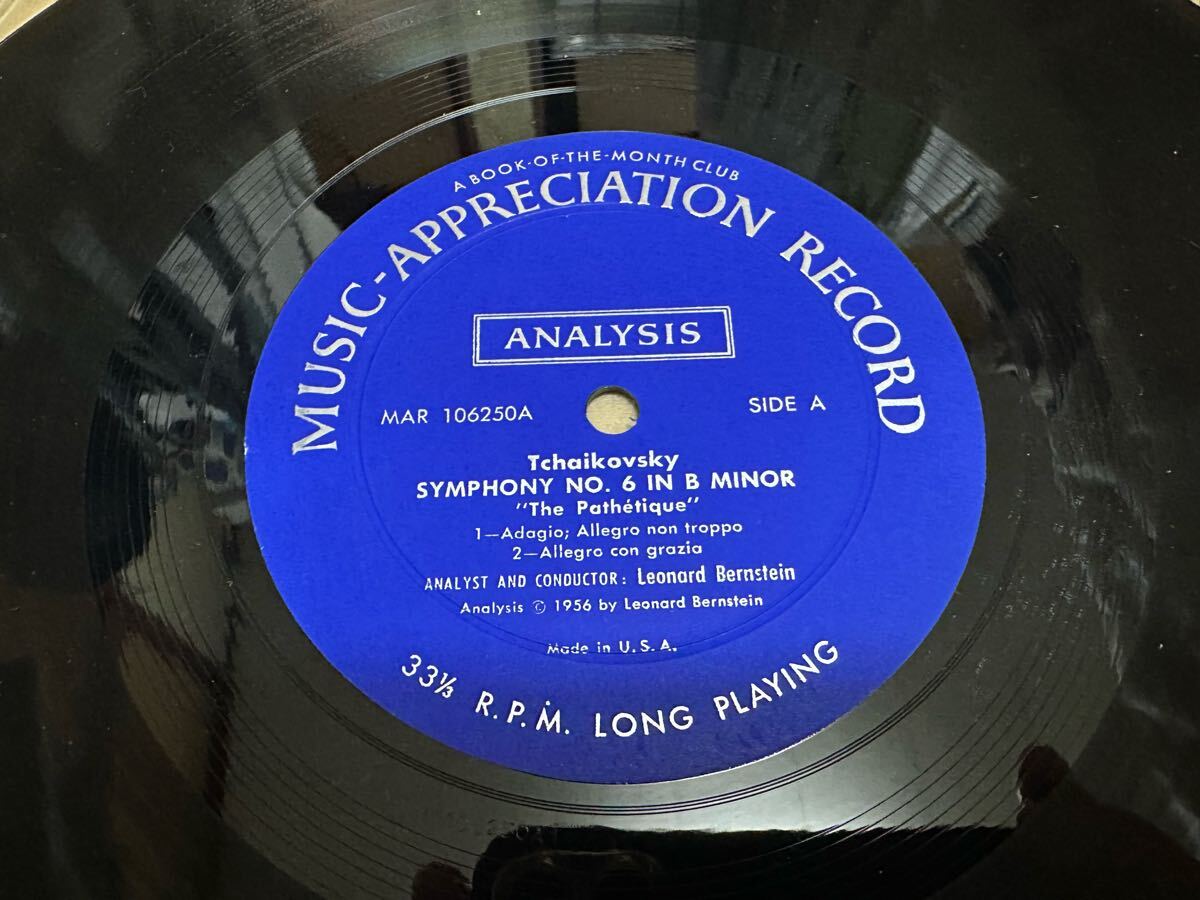 A BOOK-OF-THE-MONTH CLUB
MUSIC-APPRECIATION RECORD
ANALYSIS
MAR 106250A
SIDE A
Tchaikovsky
SYMPHONY NO. 6 IN B MINOR
"The Pathétique"
1—Adagio; Allegro non troppo
2—Allegro con grazia
ANALYST AND CONDUCTOR: Leonard Bernstein
Analysis © 1956 by Leonard Bernstein
Made in U.S.A.
33⅓ R.P.M. LONG PLAYING